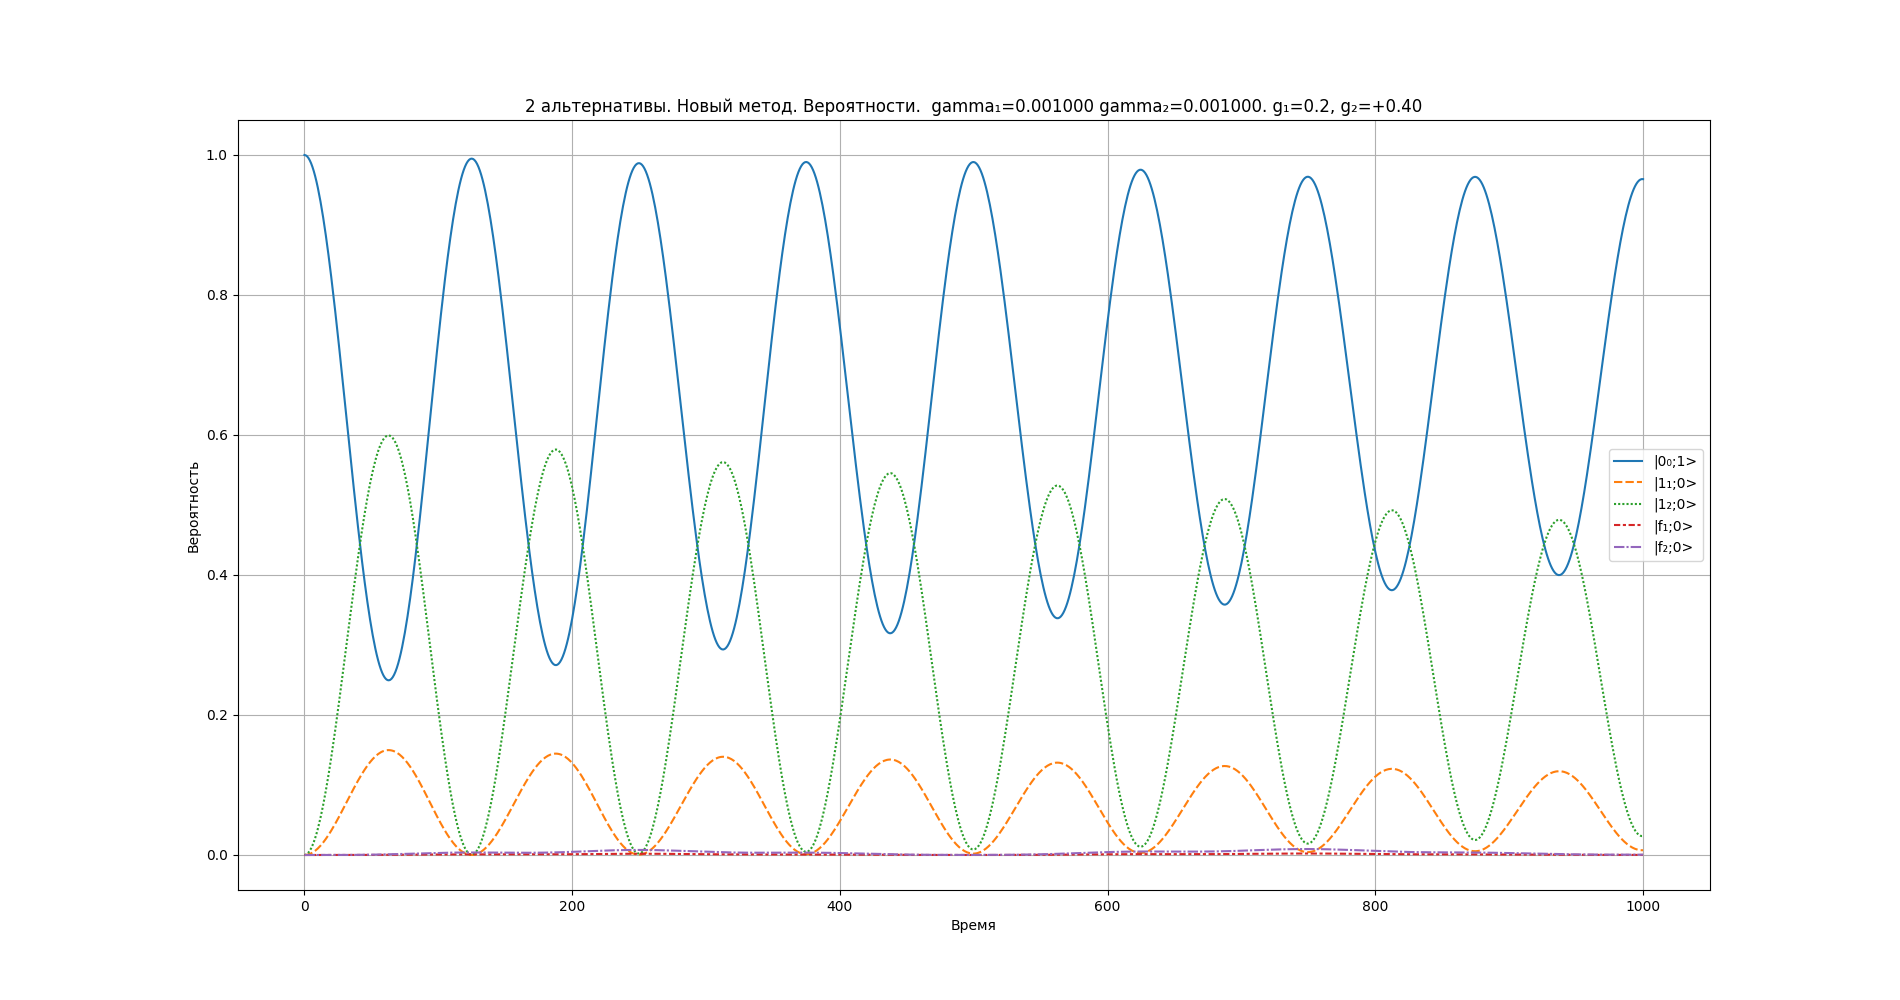 2 альтернативы. Новый метод. Вероятности.  gamma₁=0.001000 gamma₂=0.001000. g₁=0.2, g₂=+0.40
1.0
0.8
0.6
0.4
0.2
0.0
Вероятность
|0₀;1>
|1₁;0>
|1₂;0>
|f₁;0>
|f₂;0>
0 200 400 600 800 1000
Время